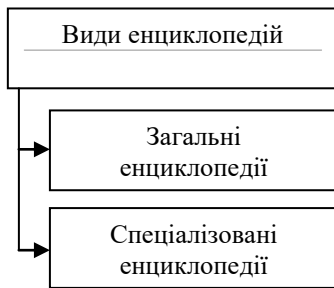 Види енциклопедій
Загальні
енциклопедії
Спеціалізовані
енциклопедії